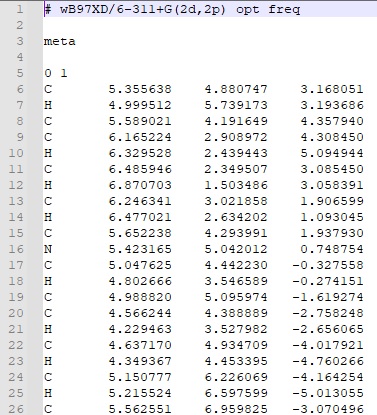 1 # wB97XD/6-311+G(2d,2p) opt freq
2
3 meta
4
5 0 1
6 C 5.355638 4.880747 3.168051
7 H 4.999512 5.739173 3.193686
8 C 5.589021 4.191649 4.357940
9 C 6.165224 2.908972 4.308450
10 H 6.329528 2.439443 5.094944
11 C 6.485946 2.349507 3.085450
12 H 6.870703 1.503486 3.058391
13 C 6.246341 3.021858 1.906599
14 H 6.477021 2.634202 1.093045
15 C 5.652238 4.293991 1.937930
16 N 5.423165 5.042012 0.748754
17 C 5.047625 4.442230 -0.327558
18 H 4.802666 3.546589 -0.274151
19 C 4.988820 5.095974 -1.619274
20 C 4.566244 4.388889 -2.758248
21 H 4.229463 3.527982 -2.656065
22 C 4.637170 4.934709 -4.017921
23 H 4.349367 4.453395 -4.760266
24 C 5.150777 6.226069 -4.164254
25 H 5.215524 6.597599 -5.013055
26 C 5.562551 6.959825 -3.070496